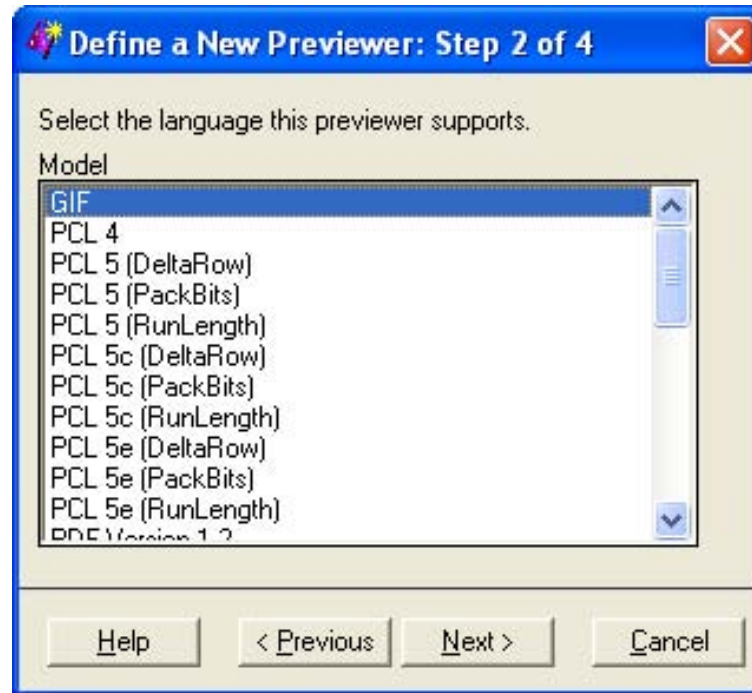 Define a New Previewer: Step 2 of 4
Select the language this previewer supports.
Model
GIF
PCL 4
PCL 5 (DeltaRow)
PCL 5 (PackBits)
PCL 5 (RunLength)
PCL 5c (DeltaRow)
PCL 5c (PackBits)
PCL 5c (RunLength)
PCL 5e (DeltaRow)
PCL 5e (PackBits)
PCL 5e (RunLength)
PDF Version
Help
< Previous
Next >
Cancel